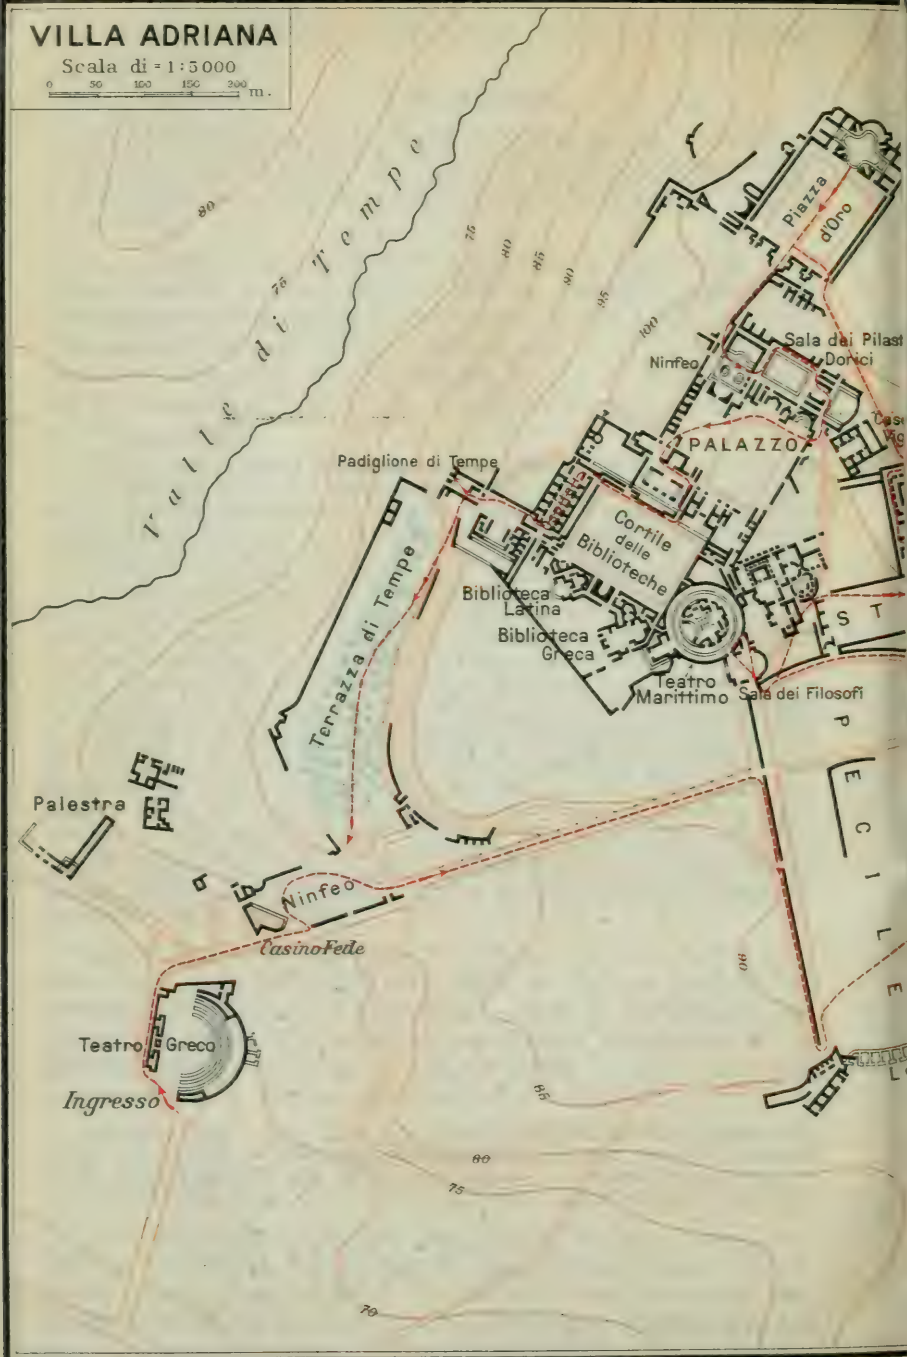 VILLA ADRIANA
Scala di = 1:5000
0 50 100 150 200 m.
Valle di Tempe
80
75
75
80
85
90
95
100
Piazza
d'Oro
Sala dei Pilast
Dorici
Ninfeo
PALAZZO
Padiglione di Tempe
Cortile
delle
Biblioteche
Terrazza di Tempe
Biblioteca
Latina
Biblioteca
Greca
Teatro
Marittimo
Sala dei Filosofi
ST
PECILE
Palestra
Ninfeo
Casino Fede
90
Teatro Greco
Ingresso
85
80
75
70